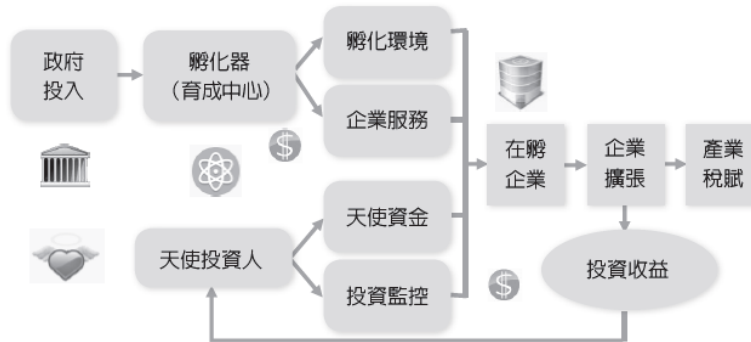 政府
投入
孵化器
（育成中心）
孵化環境
企業服務
天使投資人
天使資金
投資監控
在孵
企業
企業
擴張
產業
稅賦
投資收益
$
$